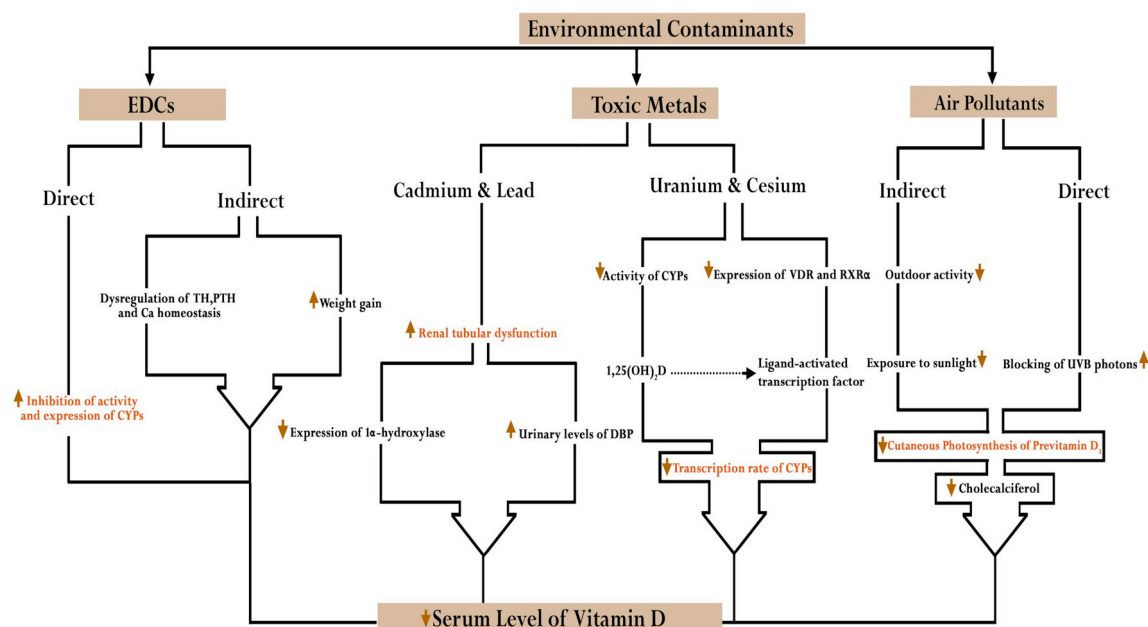 Environmental Contaminants
EDCs
Toxic Metals
Air Pollutants
Direct
Indirect
Cadmium & Lead
Uranium & Cesium
Indirect
Direct
Dysregulation of TH,PTH
and Ca homeostasis
Weight gain
Activity of CYPs
Expression of VDR and RXRα
Outdoor activity
Renal tubular dysfunction
1,25(OH)₂D
Ligand-activated
transcription factor
Exposure to sunlight
Blocking of UVB photons
Inhibition of activity
and expression of CYPs
Expression of 1α-hydroxylase
Urinary levels of DBP
Transcription rate of CYPs
Cutaneous Photosynthesis of Previtamin D₃
Cholecalciferol
Serum Level of Vitamin D